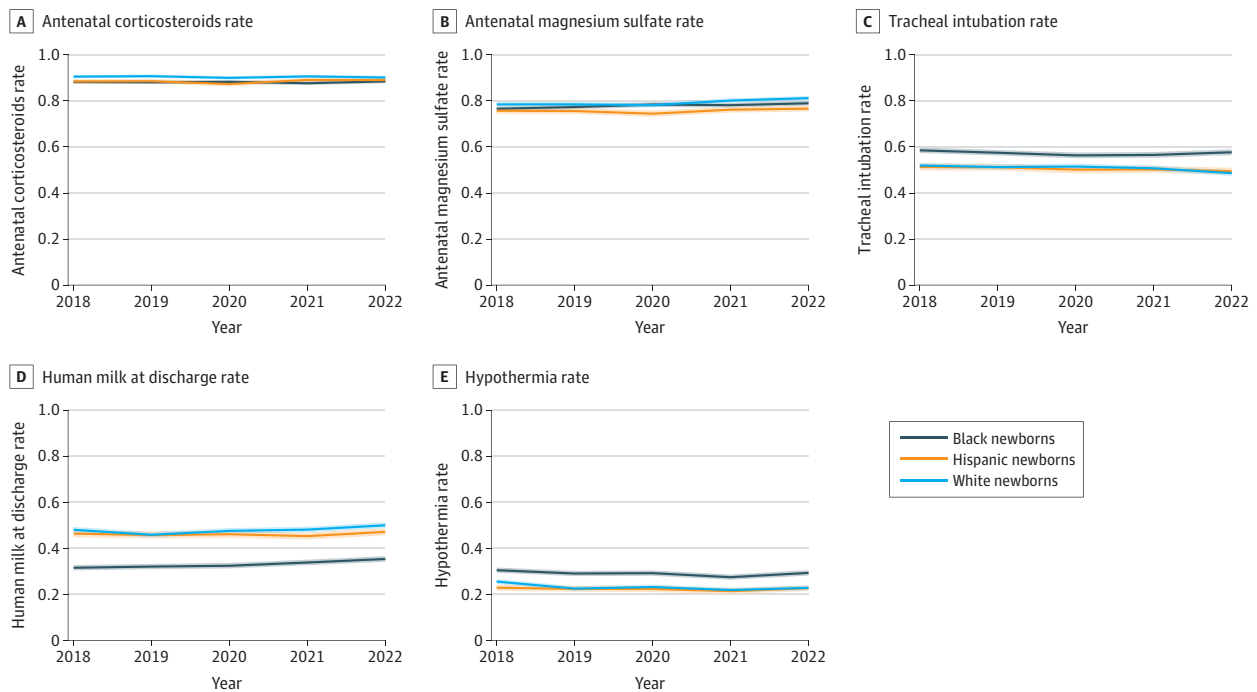 A Antenatal corticosteroids rate
Antenatal corticosteroids rate
1.0
0.8
0.6
0.4
0.2
0
2018 2019 2020 2021 2022
Year
B Antenatal magnesium sulfate rate
Antenatal magnesium sulfate rate
1.0
0.8
0.6
0.4
0.2
0
2018 2019 2020 2021 2022
Year
C Tracheal intubation rate
Tracheal intubation rate
1.0
0.8
0.6
0.4
0.2
0
2018 2019 2020 2021 2022
Year
D Human milk at discharge rate
Human milk at discharge rate
1.0
0.8
0.6
0.4
0.2
0
2018 2019 2020 2021 2022
Year
E Hypothermia rate
Hypothermia rate
1.0
0.8
0.6
0.4
0.2
0
2018 2019 2020 2021 2022
Year
Black newborns
Hispanic newborns
White newborns